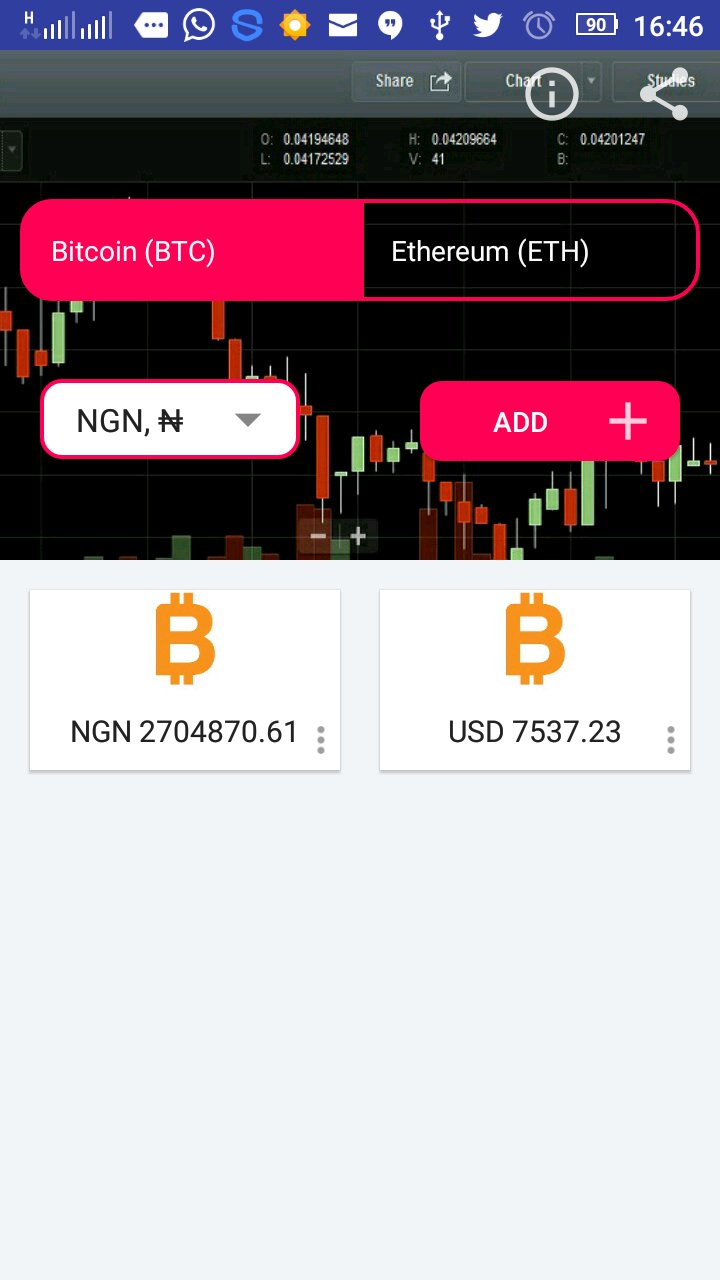 H 90 16:46
Share Chart Studies
O: 0.04194648 H: 0.04209664 C: 0.04201247
L: 0.04172529 V: 41 B:
Bitcoin (BTC) Ethereum (ETH)
NGN, ₦ ADD
NGN 2704870.61 USD 7537.23